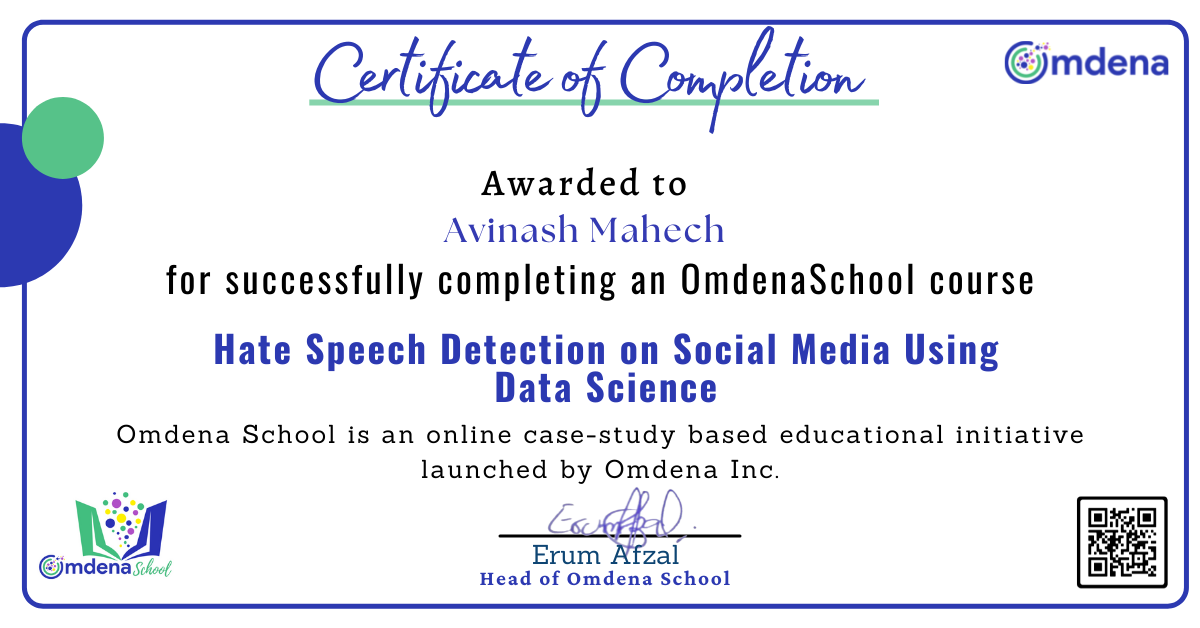 Certificate of Completion
Omdena
Awarded to
Avinash Mahech
for successfully completing an OmdenaSchool course
Hate Speech Detection on Social Media Using
Data Science
Omdena School is an online case-study based educational initiative
launched by Omdena Inc.
Omdena School
Erum Afzal
Head of Omdena School